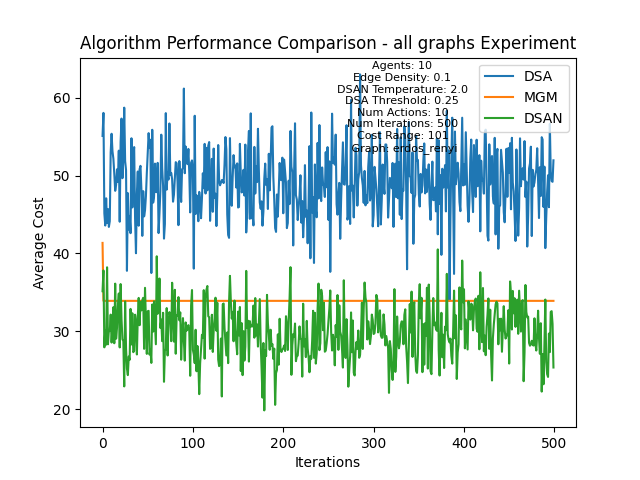 Algorithm Performance Comparison - all graphs Experiment
Agents: 10
Edge Density: 0.1
DSAN Temperature: 2.0
DSA Threshold: 0.25
Num Actions: 10
Num Iterations: 500
Cost Range: 101
Graph: erdos_renyi
DSA
MGM
DSAN
Average Cost
60
50
40
30
20
0
100
200
300
400
500
Iterations